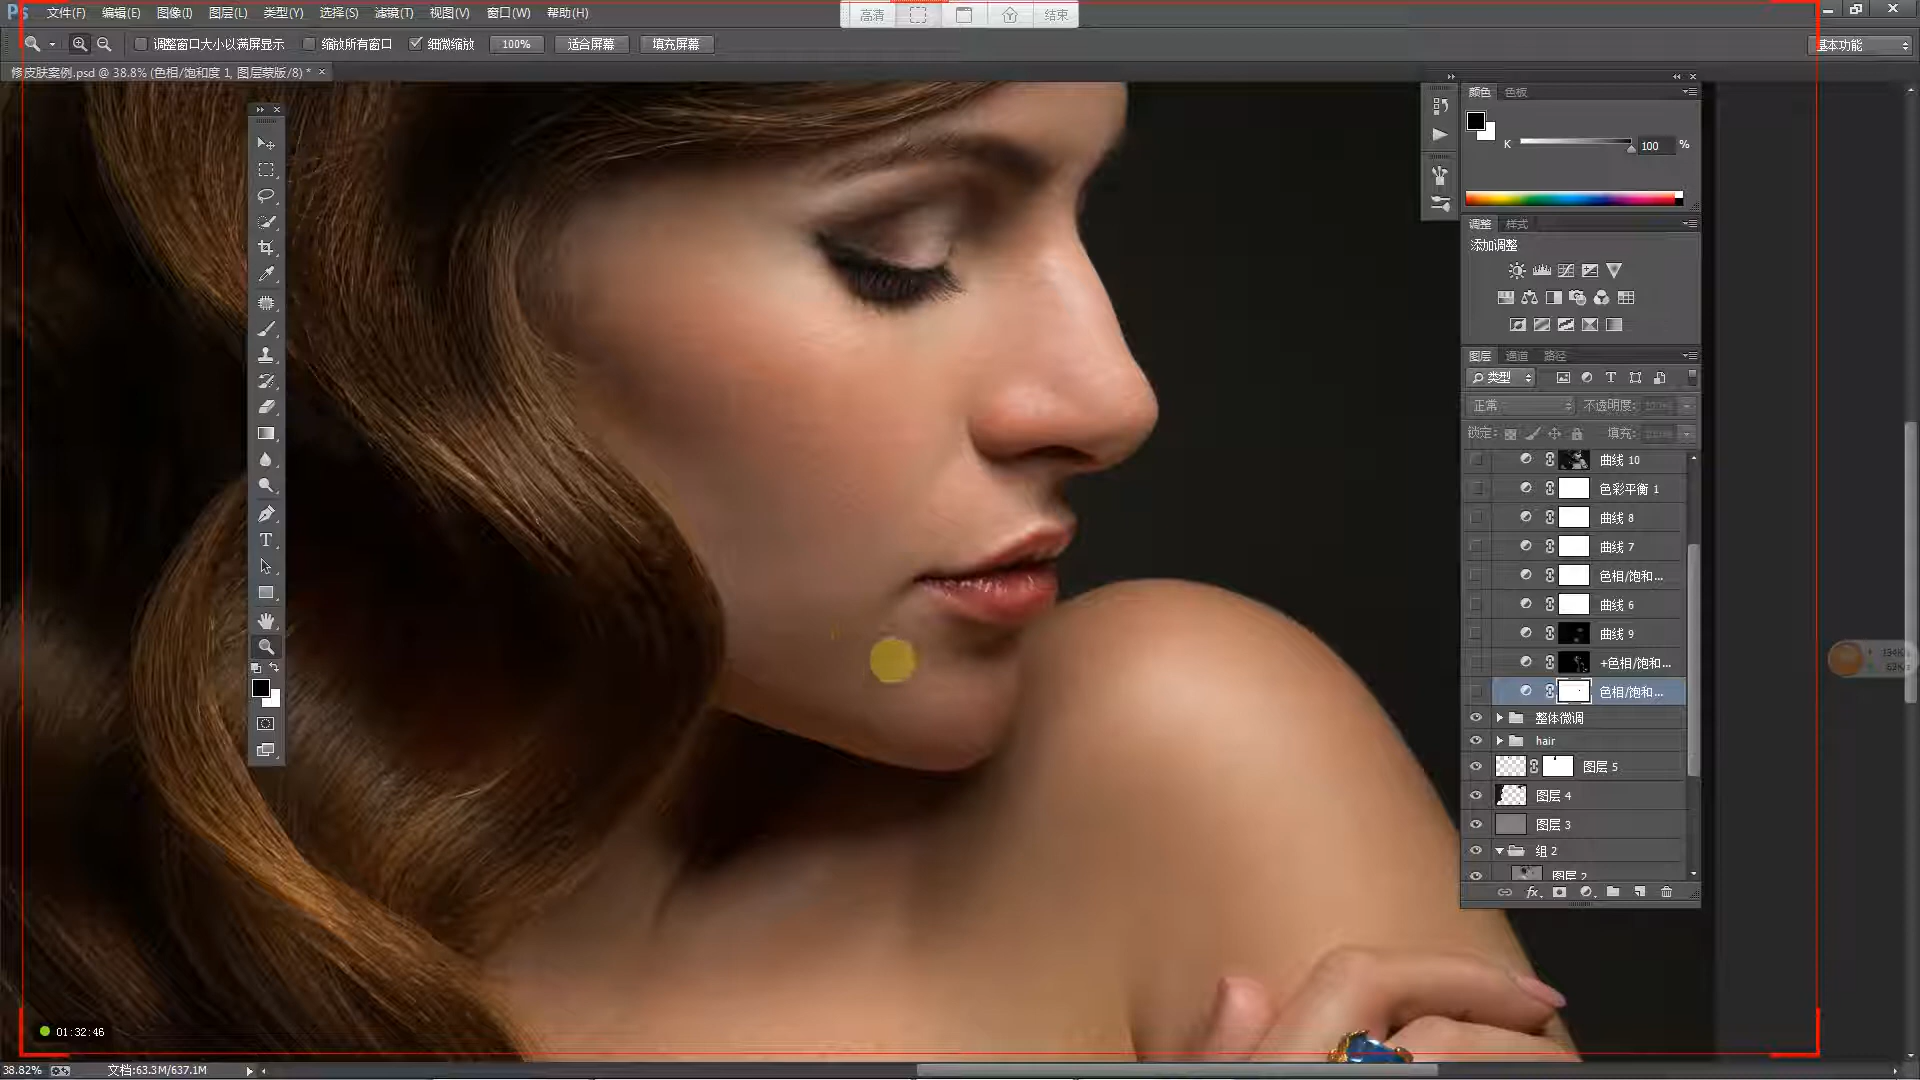 Ps 文件(F) 编辑(E) 图像(I) 图层(L) 类型(Y) 选择(S) 滤镜(T) 视图(V) 窗口(W) 帮助(H)
高清 结束
调整窗口大小以满屏显示 缩放所有窗口 细微缩放 100% 适合屏幕 填充屏幕 基本功能
修皮肤案例.psd @ 38.8% (色相/饱和度 1, 图层蒙版/8) * ×
颜色 色板
K 100 %
调整 样式
添加调整
图层 通道 路径
类型
正常 不透明度:
锁定: 填充:
曲线 10
色彩平衡 1
曲线 8
曲线 7
色相/饱和...
曲线 6
曲线 9
+色相/饱和...
色相/饱和...
整体微调
hair
图层 5
图层 4
图层 3
组 2
图层 2
01:32:46
38.82% 文档:63.3M/637.1M